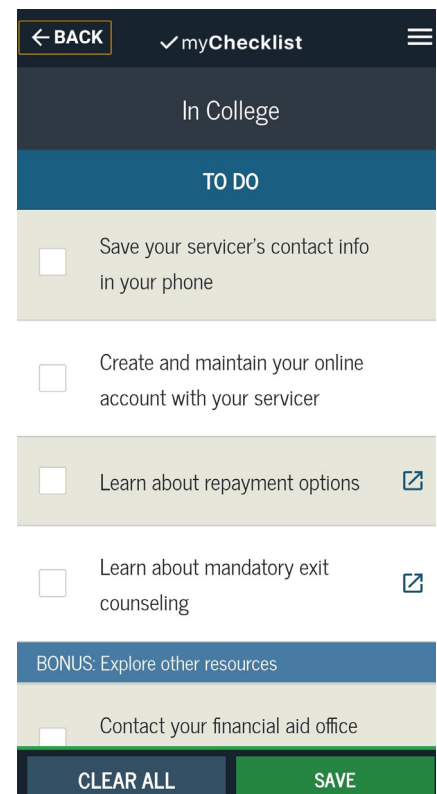 ← BACK
✓ myChecklist
In College
TO DO
Save your servicer's contact info
in your phone
Create and maintain your online
account with your servicer
Learn about repayment options
Learn about mandatory exit
counseling
BONUS: Explore other resources
Contact your financial aid office
CLEAR ALL
SAVE